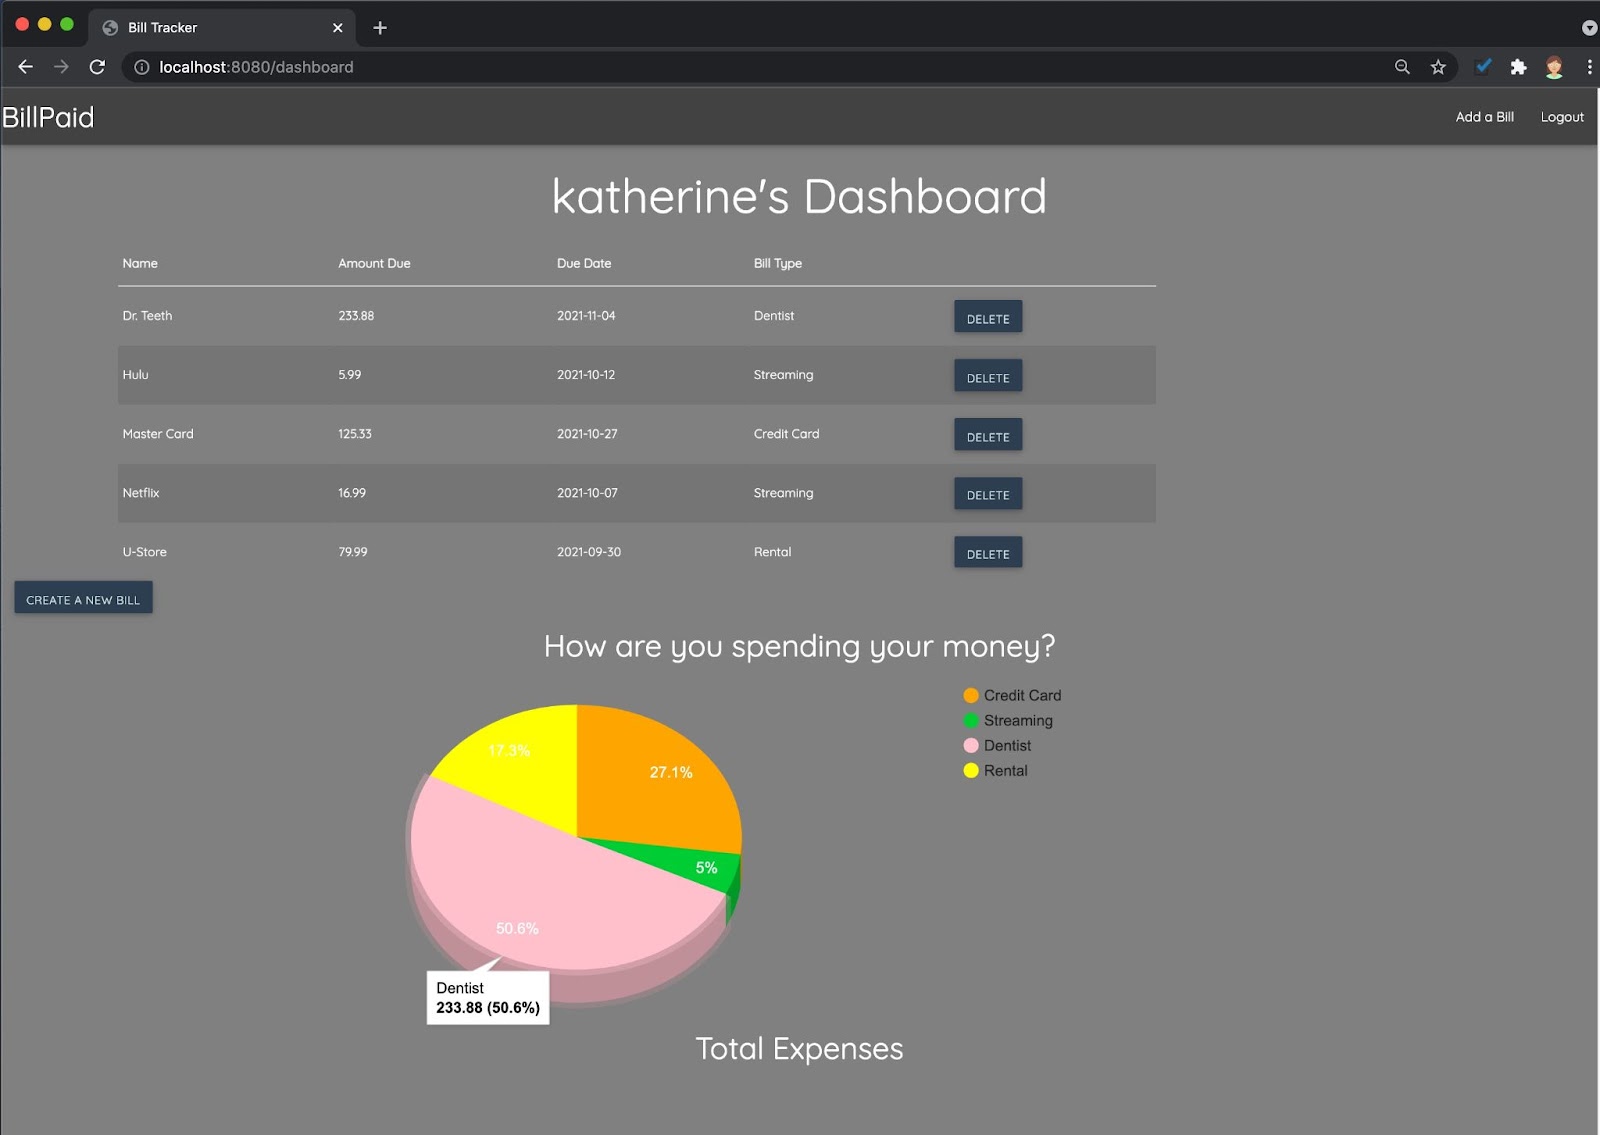 Bill Tracker
localhost:8080/dashboard
BillPaid
Add a Bill Logout
katherine's Dashboard
Name Amount Due Due Date Bill Type
Dr. Teeth 233.88 2021-11-04 Dentist DELETE
Hulu 5.99 2021-10-12 Streaming DELETE
Master Card 125.33 2021-10-27 Credit Card DELETE
Netflix 16.99 2021-10-07 Streaming DELETE
U-Store 79.99 2021-09-30 Rental DELETE
CREATE A NEW BILL
How are you spending your money?
Credit Card
Streaming
Dentist
Rental
17.3%
27.1%
5%
50.6%
Dentist
233.88 (50.6%)
Total Expenses